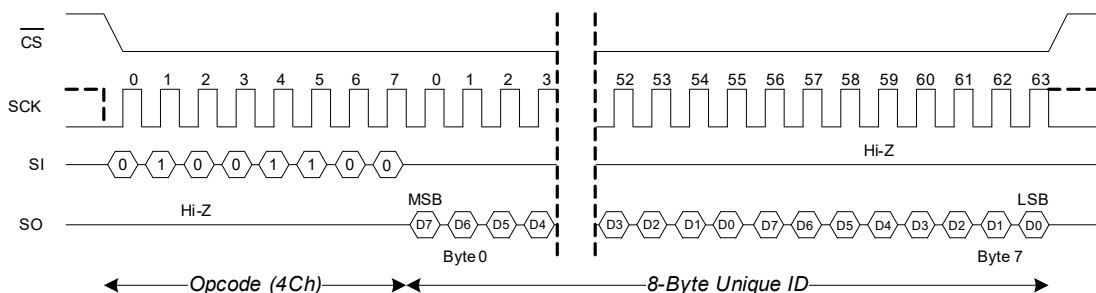 CS
0 1 2 3 4 5 6 7 0 1 2 3 52 53 54 55 56 57 58 59 60 61 62 63
SCK
Hi-Z
SI 0 1 0 0 1 1 0 0
Hi-Z MSB LSB
SO D7 D6 D5 D4 D3 D2 D1 D0 D7 D6 D5 D4 D3 D2 D1 D0
Byte 0 Byte 7
Opcode (4Ch) 8-Byte Unique ID